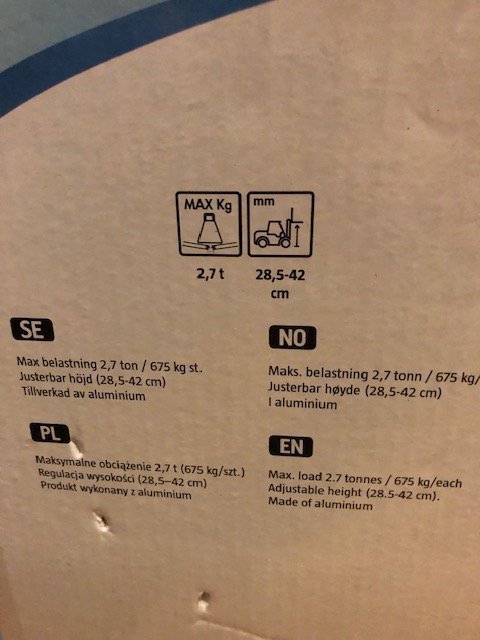 MAX Kg
mm
2,7 t
28,5-42
cm
SE
Max belastning 2,7 ton / 675 kg st.
Justerbar höjd (28,5-42 cm)
Tillverkad av aluminium
NO
Maks. belastning 2,7 tonn / 675 kg/
Justerbar høyde (28,5-42 cm)
I aluminium
PL
Maksymalne obciążenie 2,7 t (675 kg/szt.)
Regulacja wysokości (28,5–42 cm)
Produkt wykonany z aluminium
EN
Max. load 2.7 tonnes / 675 kg/each
Adjustable height (28.5-42 cm).
Made of aluminium